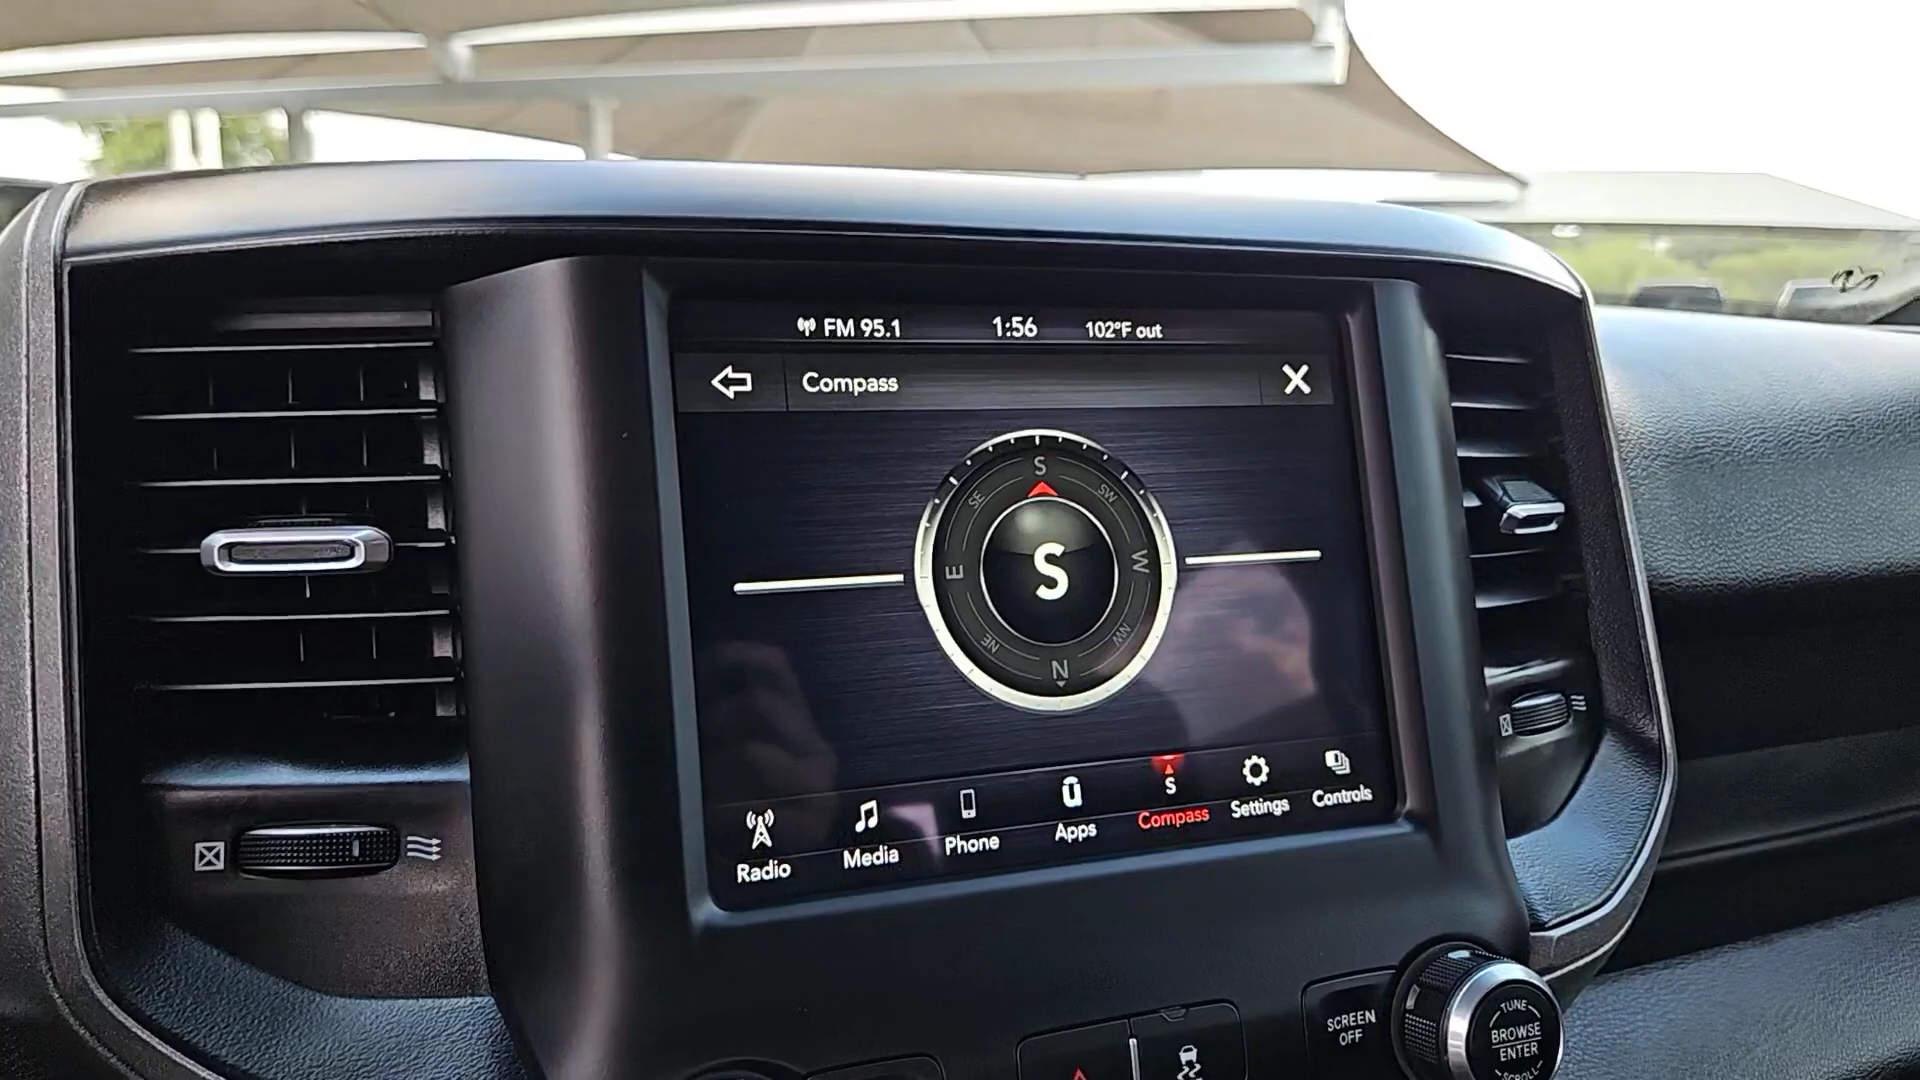 FM 95.1 1:56 102°F out
Compass X
S
SE SW
S
E W
NE NW
N
S
Radio Media Phone Apps Compass Settings Controls
SCREEN
OFF
TUNE
BROWSE
ENTER
SCROLL